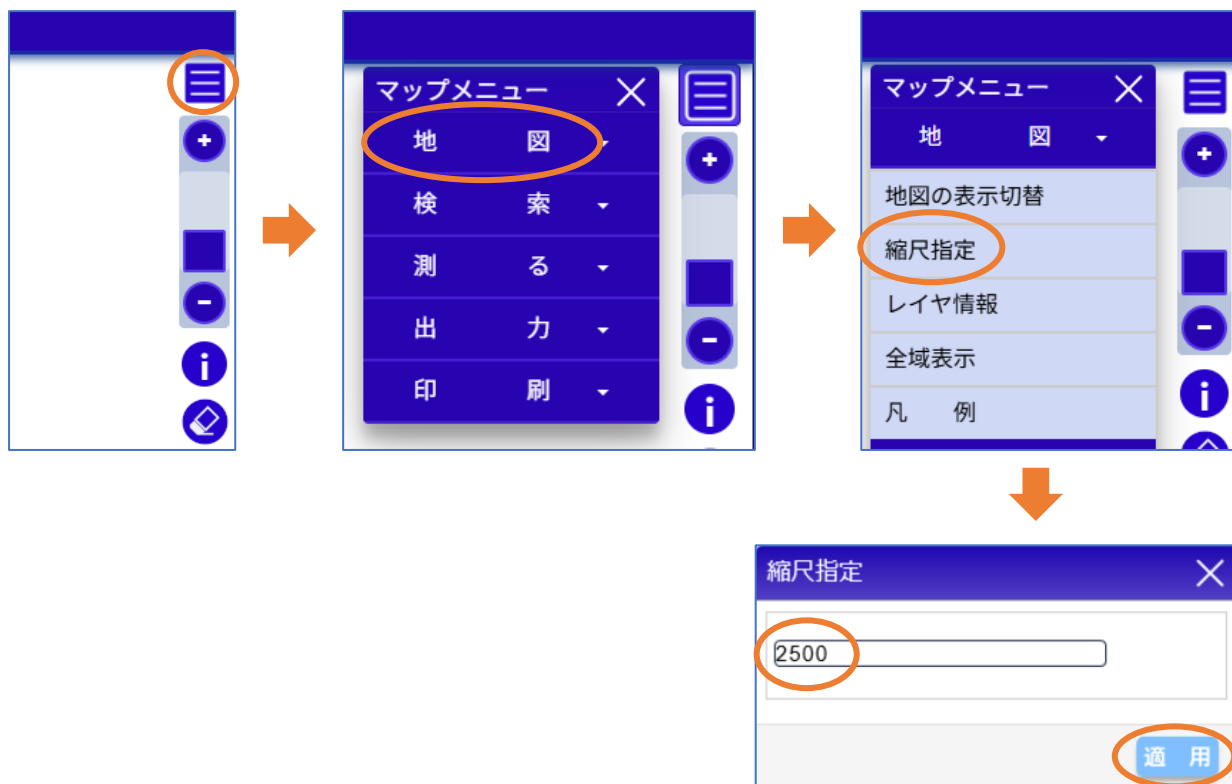 マップメニュー
地 図
検 索
測 る
出 力
印 刷
マップメニュー
地 図
地図の表示切替
縮尺指定
レイヤ情報
全域表示
凡 例
縮尺指定
2500
適 用